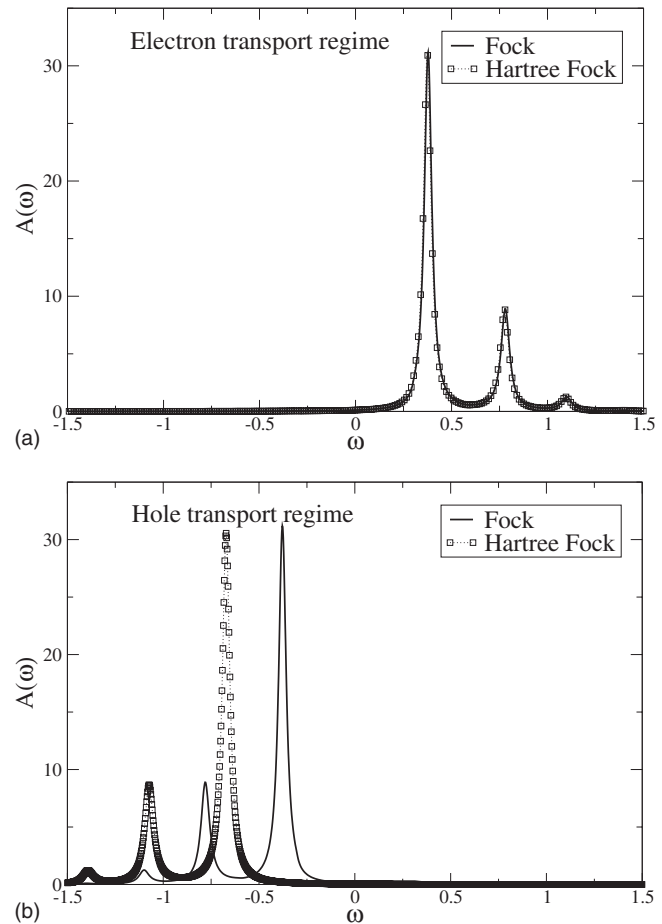 Electron transport regime
Fock
Hartree Fock
30
20
10
0
A(ω)
-1.5 -1 -0.5 0 0.5 1 1.5
(a)
ω
Hole transport regime
Fock
Hartree Fock
30
20
10
0
A(ω)
-1.5 -1 -0.5 0 0.5 1 1.5
(b)
ω